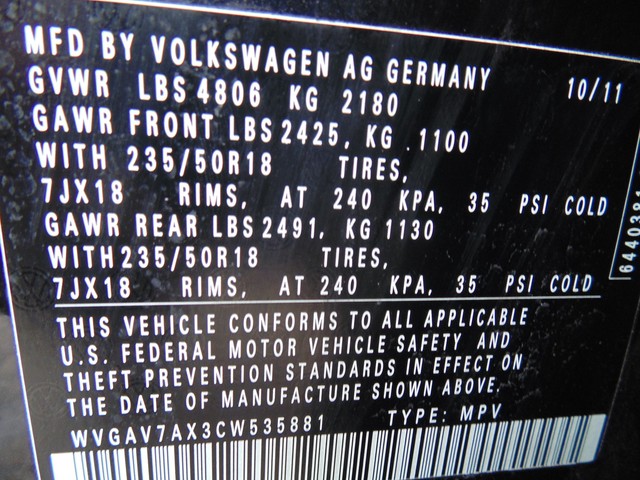 MFD BY VOLKSWAGEN AG GERMANY 10/11
GVWR LBS 4806 KG 2180
GAWR FRONT LBS 2425, KG .1100
WITH 235/50R18 TIRES,
7JX18 RIMS, AT 240 KPA, 35 PSI COLD
GAWR REAR LBS 2491, KG 1130
WITH 235/50R18 TIRES,
7JX18 RIMS, AT 240 KPA, 35 PSI COLD
THIS VEHICLE CONFORMS TO ALL APPLICABLE
U.S. FEDERAL MOTOR VEHICLE SAFETY AND
THEFT PREVENTION STANDARDS IN EFFECT ON
THE DATE OF MANUFACTURE SHOWN ABOVE.
WVGAV7AX3CW535881 TYPE: MPV